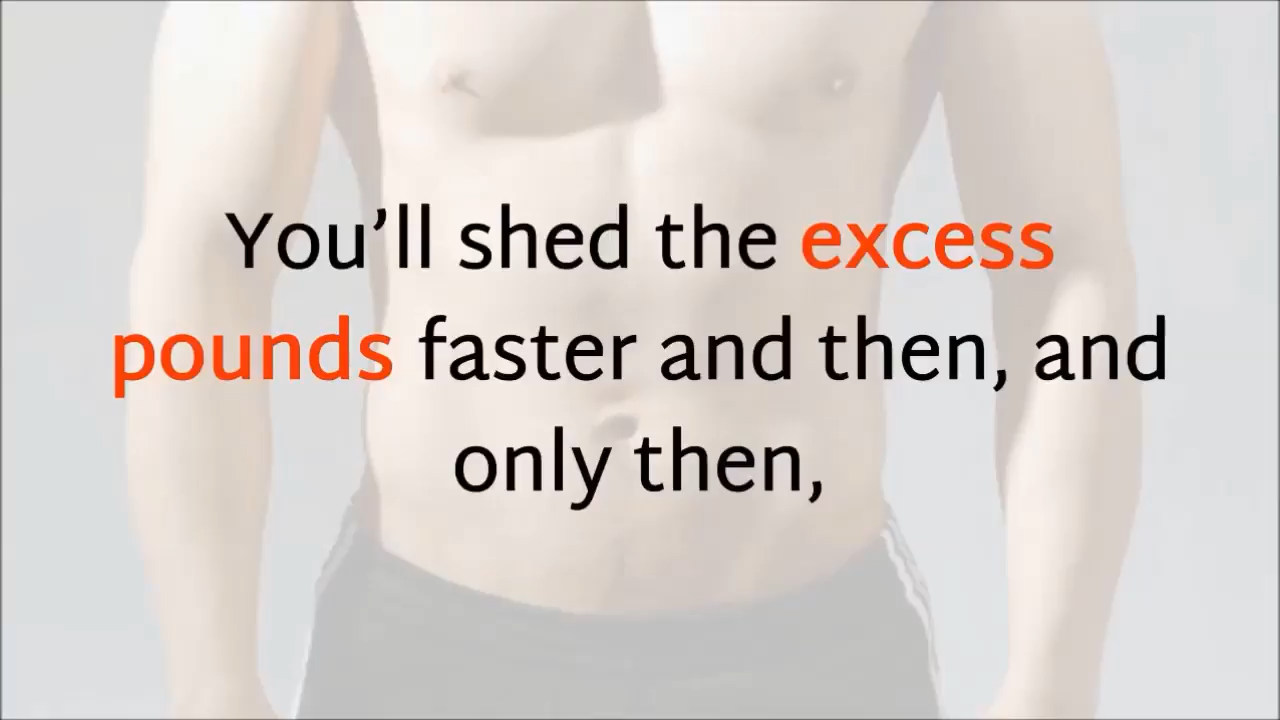 You’ll shed the excess
pounds faster and then, and
only then,